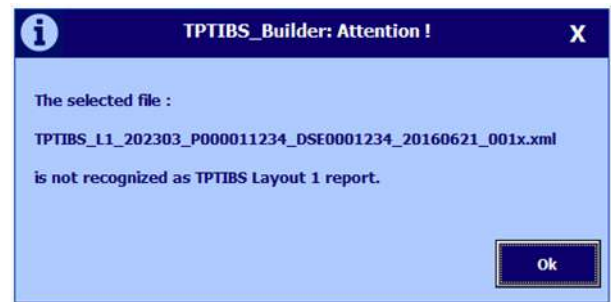 i
TPTIBS_Builder: Attention !
X
The selected file :
TPTIBS_L1_202303_P000011234_DSE0001234_20160621_001x.xml
is not recognized as TPTIBS Layout 1 report.
Ok